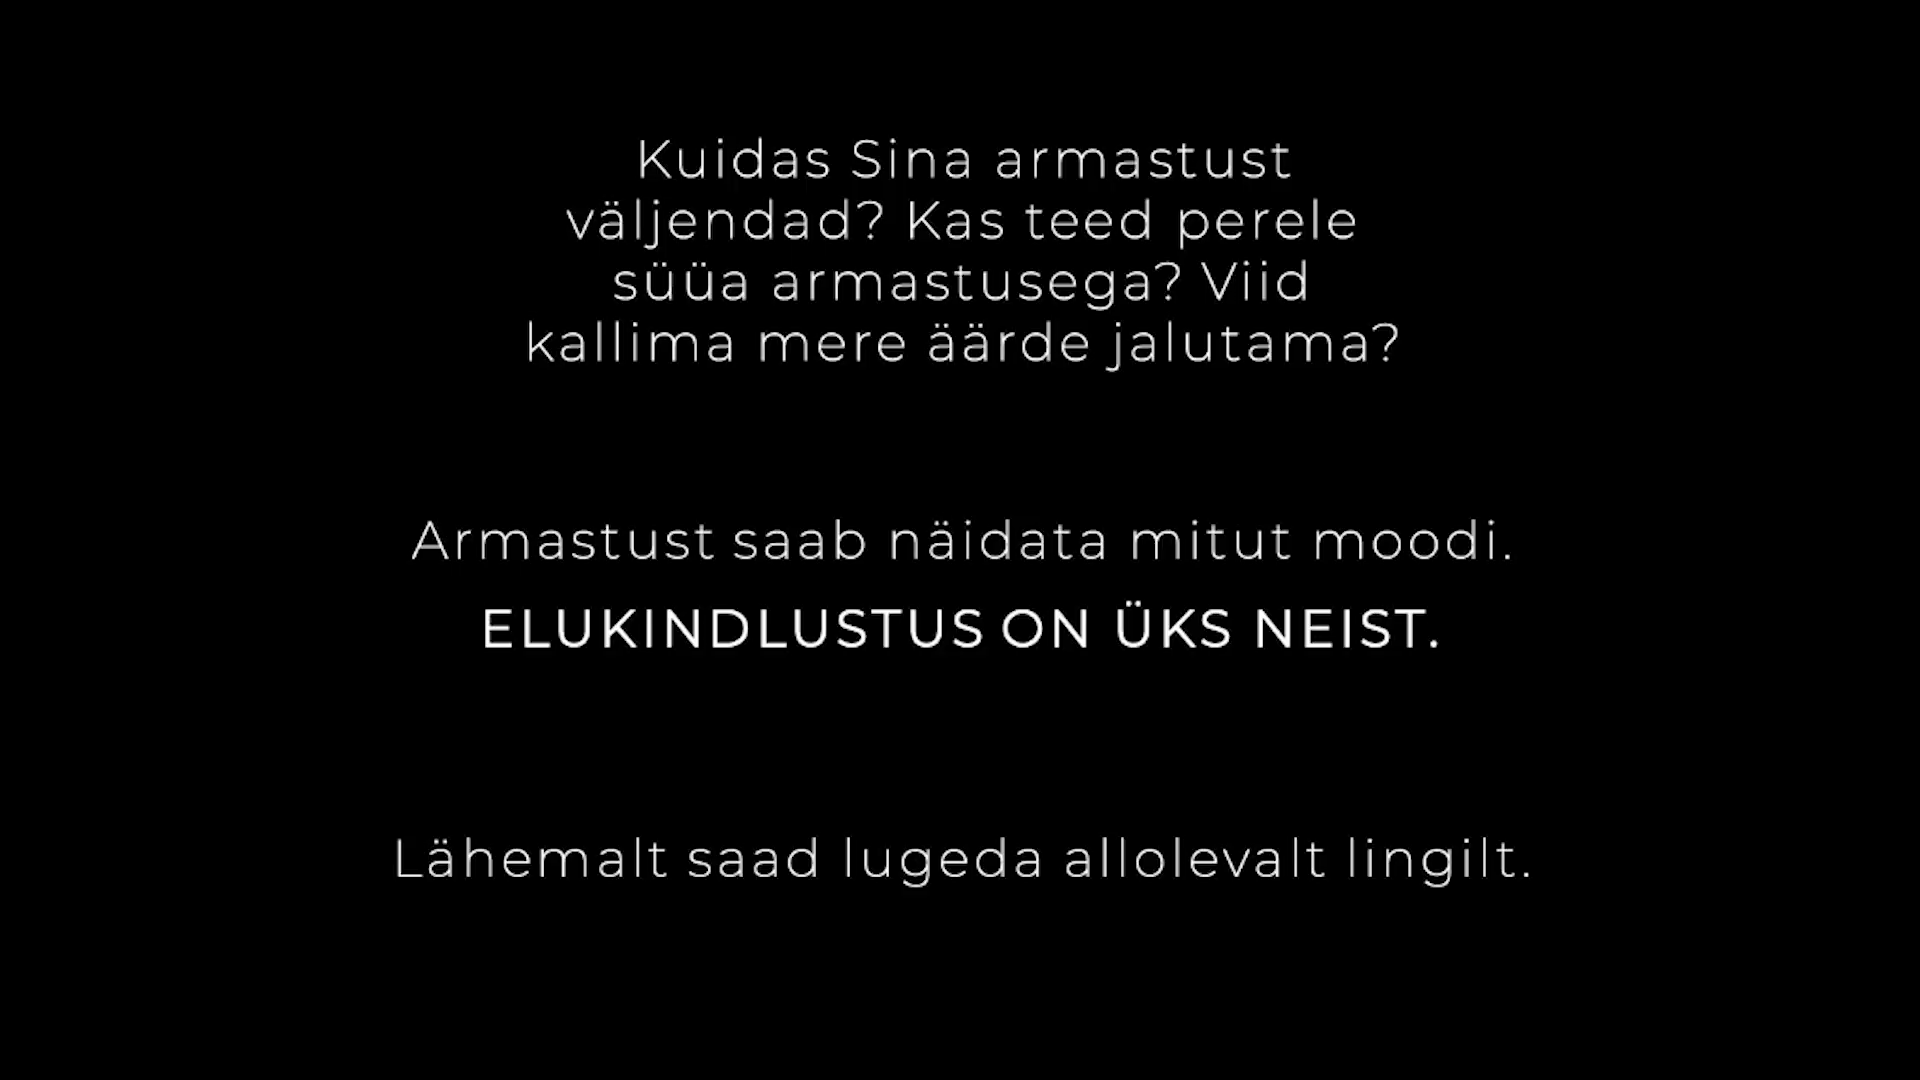 Kuidas Sina armastust
väljendad? Kas teed perele
süüa armastusega? Viid
kallima mere äärde jalutama?
Armastust saab näidata mitut moodi.
ELUKINDLUSTUS ON ÜKS NEIST.
Lähemalt saad lugeda allolevalt lingilt.